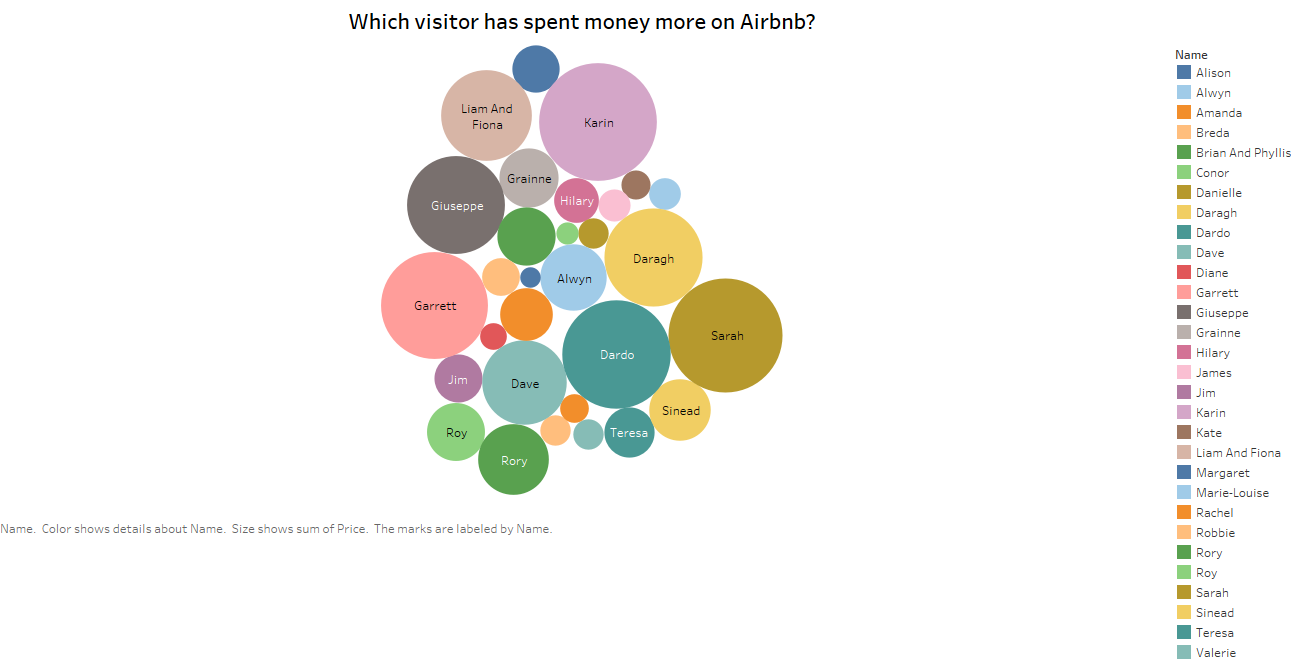 Which visitor has spent money more on Airbnb?
Liam And
Fiona
Karin
Grainne
Giuseppe
Hilary
Daragh
Alwyn
Garrett
Sarah
Dardo
Jim
Dave
Sinead
Roy
Teresa
Rory
Name. Color shows details about Name. Size shows sum of Price. The marks are labeled by Name.
Name
Alison
Alwyn
Amanda
Breda
Brian And Phyllis
Conor
Danielle
Daragh
Dardo
Dave
Diane
Garrett
Giuseppe
Grainne
Hilary
James
Jim
Karin
Kate
Liam And Fiona
Margaret
Marie-Louise
Rachel
Robbie
Rory
Roy
Sarah
Sinead
Teresa
Valerie